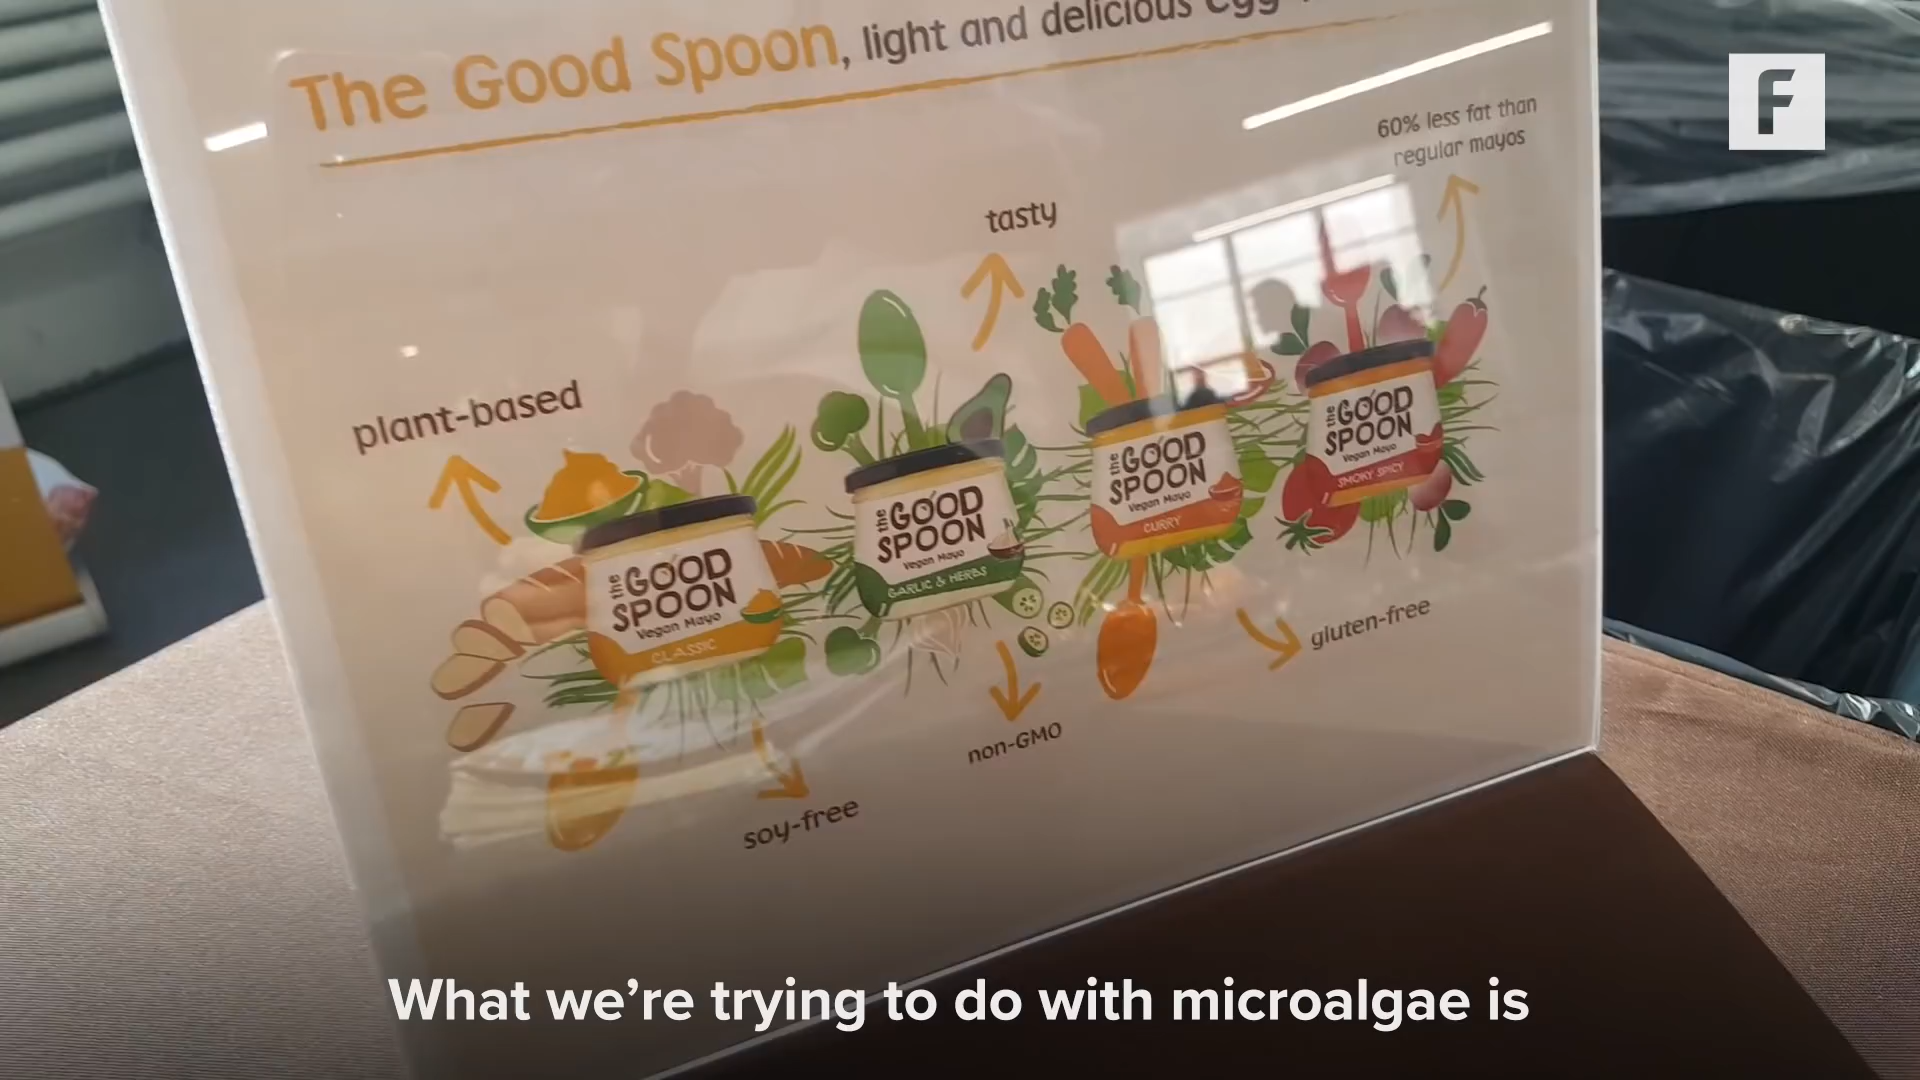 The Good Spoon, light and delicious
F
60% less fat than
regular mayos
tasty
plant-based
the GOOD
SPOON
Vegan Mayo
CLASSIC
the GOOD
SPOON
Vegan Mayo
GARLIC & HERBS
the GOOD
SPOON
Vegan Mayo
CURRY
the GOOD
SPOON
Vegan Mayo
SMOKY SPICY
gluten-free
non-GMO
soy-free
What we’re trying to do with microalgae is